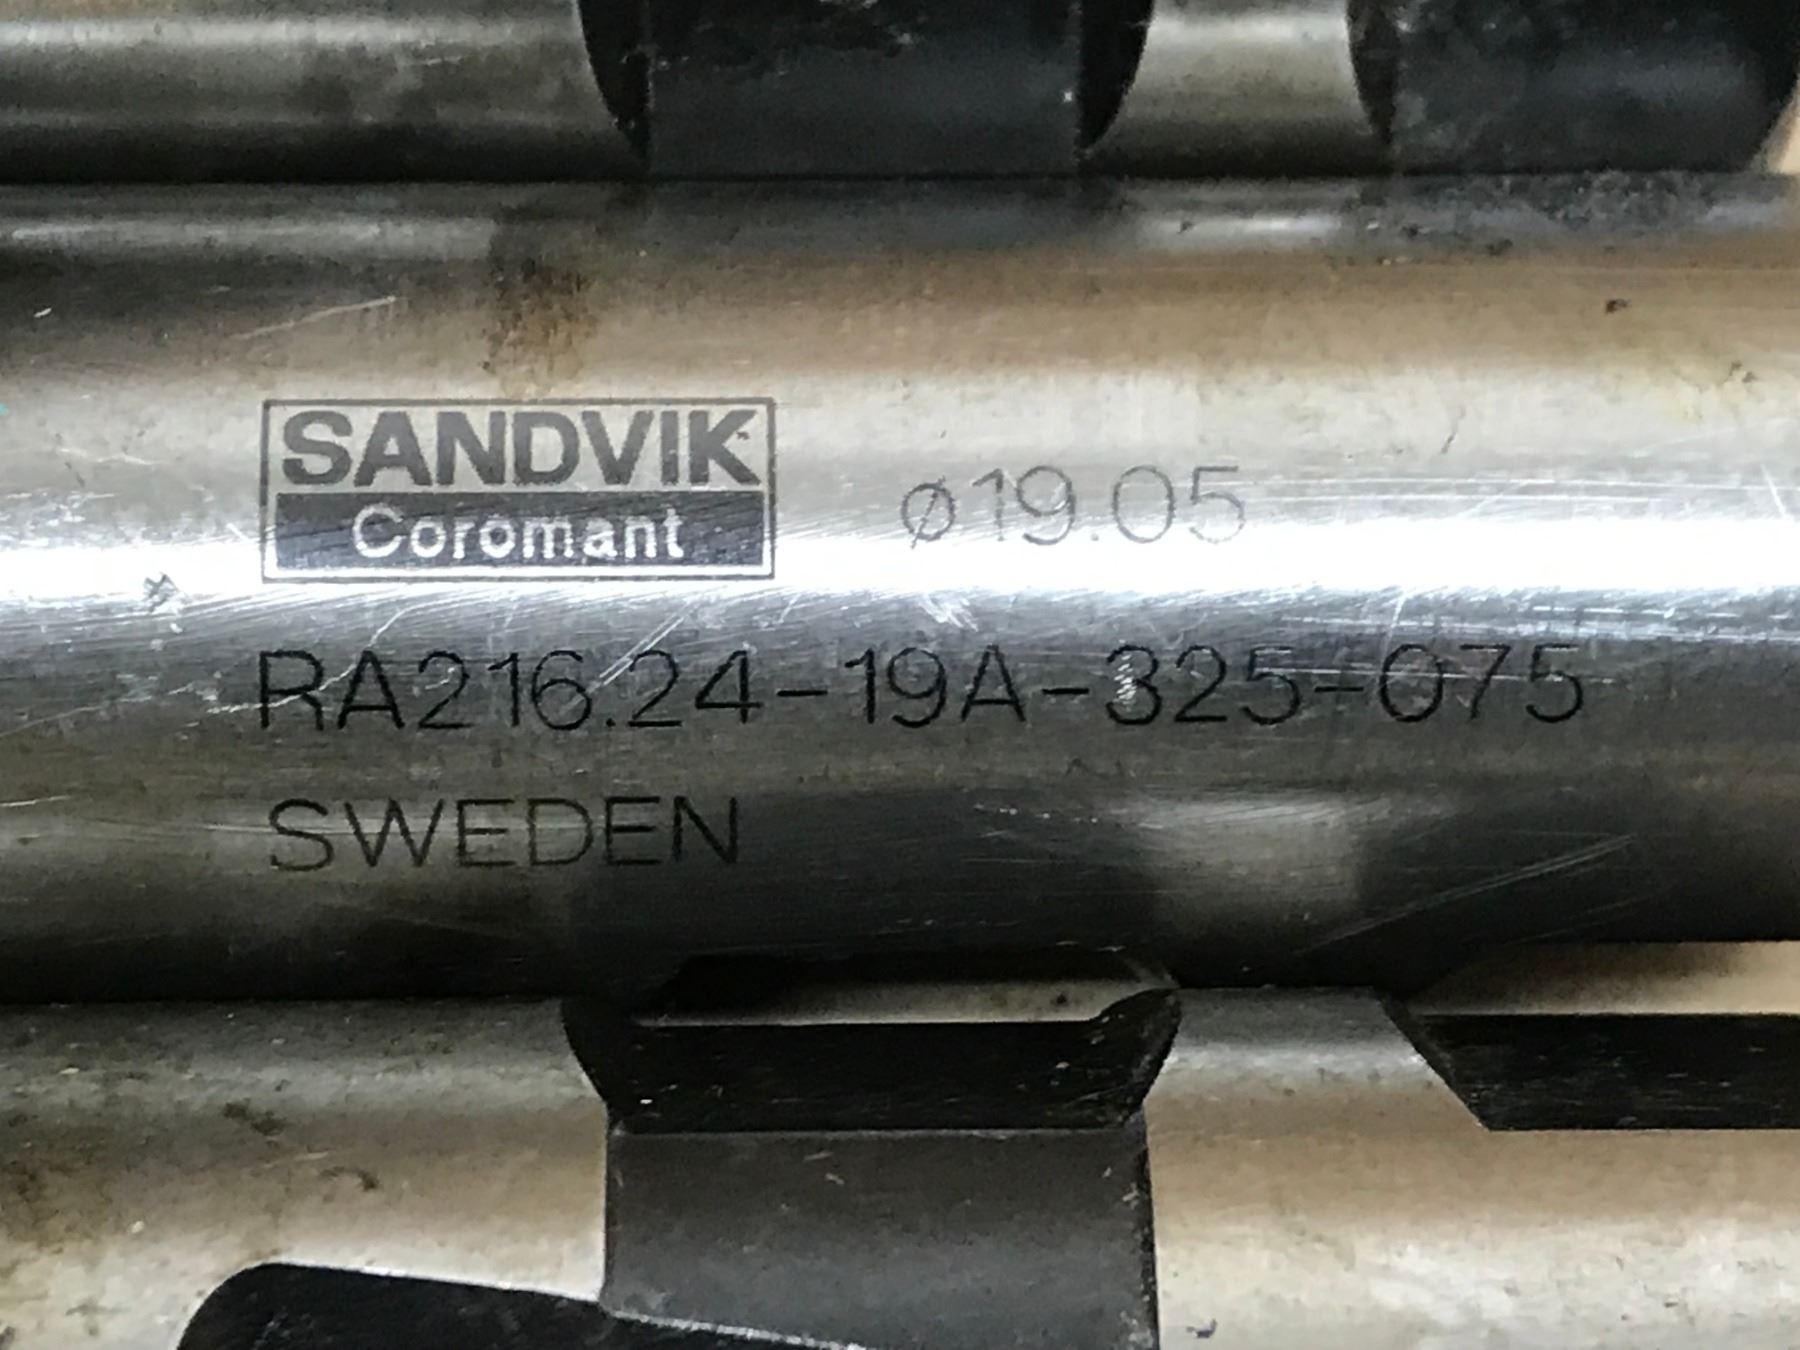 SANDVIK
Coromant
ø19.05
RA216.24-19A-325-075
SWEDEN